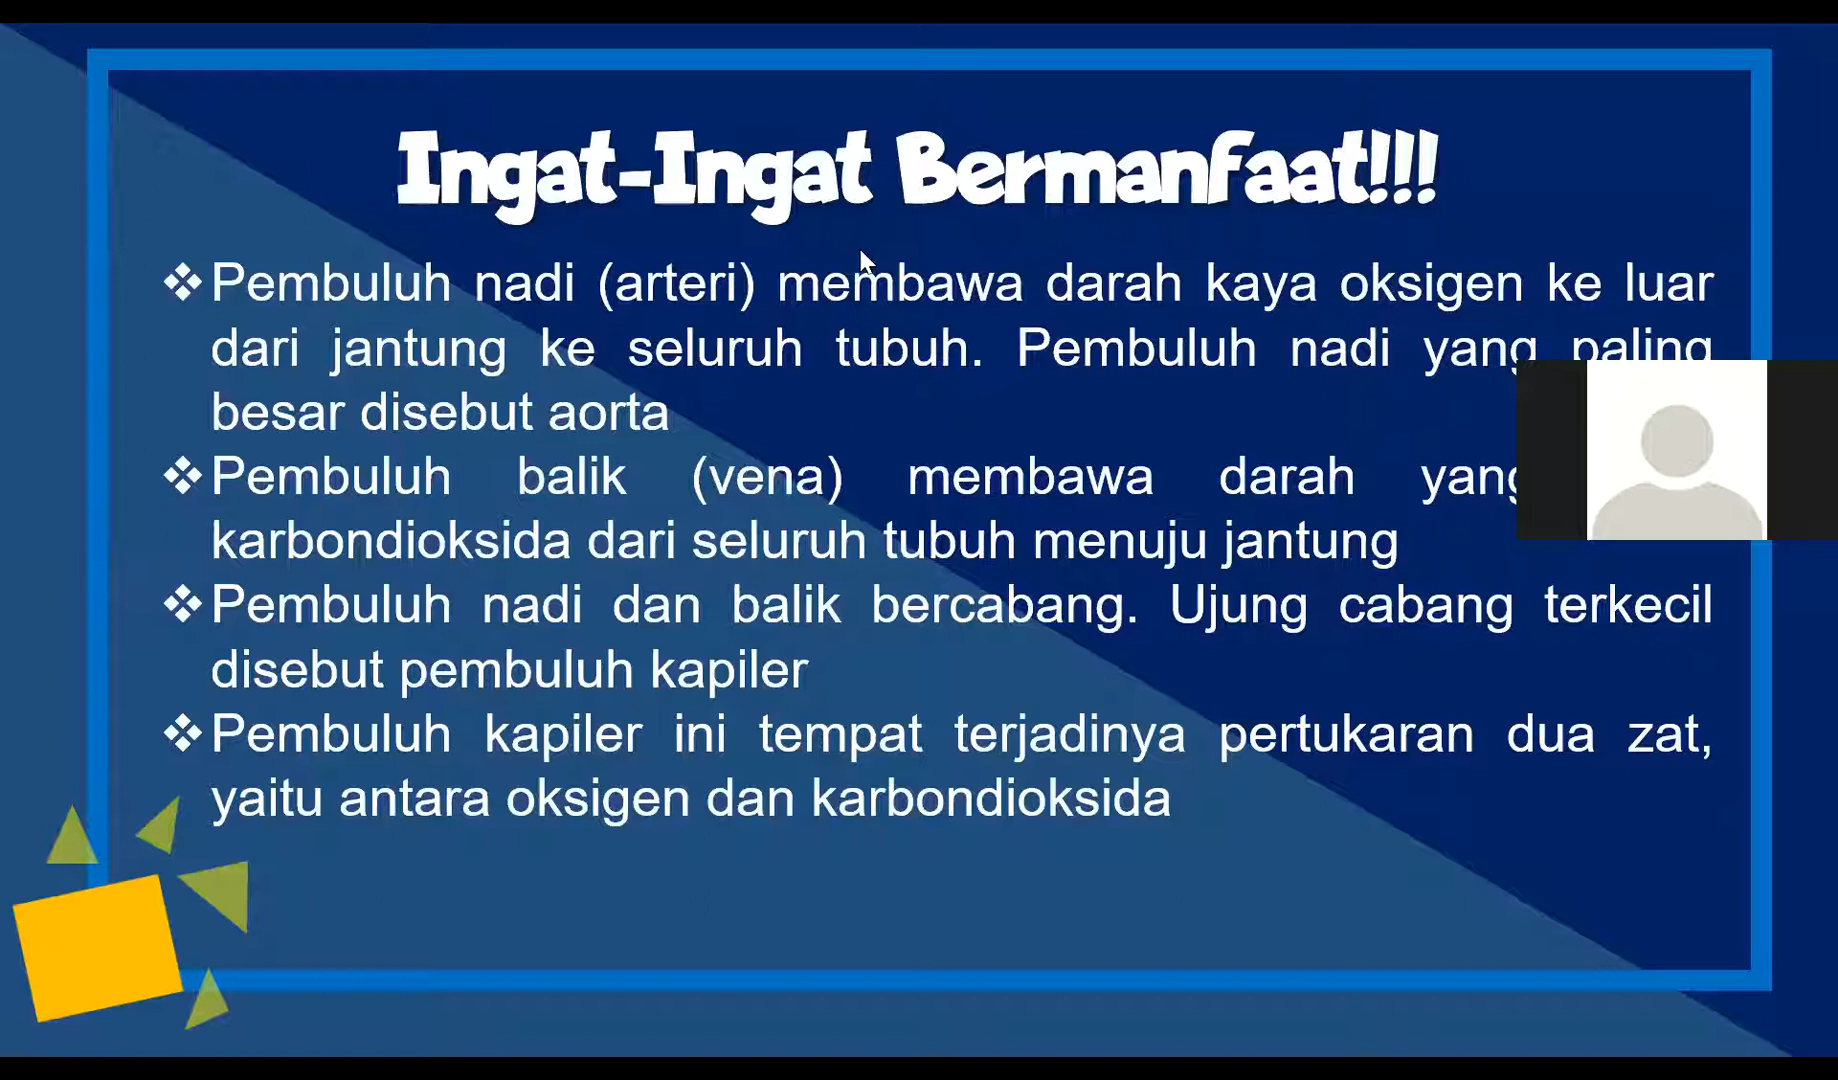 Ingat-Ingat Bermanfaat!!!
❖Pembuluh nadi (arteri) membawa darah kaya oksigen ke luar
dari jantung ke seluruh tubuh. Pembuluh nadi yang paling
besar disebut aorta
❖Pembuluh balik (vena) membawa darah yang
karbondioksida dari seluruh tubuh menuju jantung
❖Pembuluh nadi dan balik bercabang. Ujung cabang terkecil
disebut pembuluh kapiler
❖Pembuluh kapiler ini tempat terjadinya pertukaran dua zat,
yaitu antara oksigen dan karbondioksida